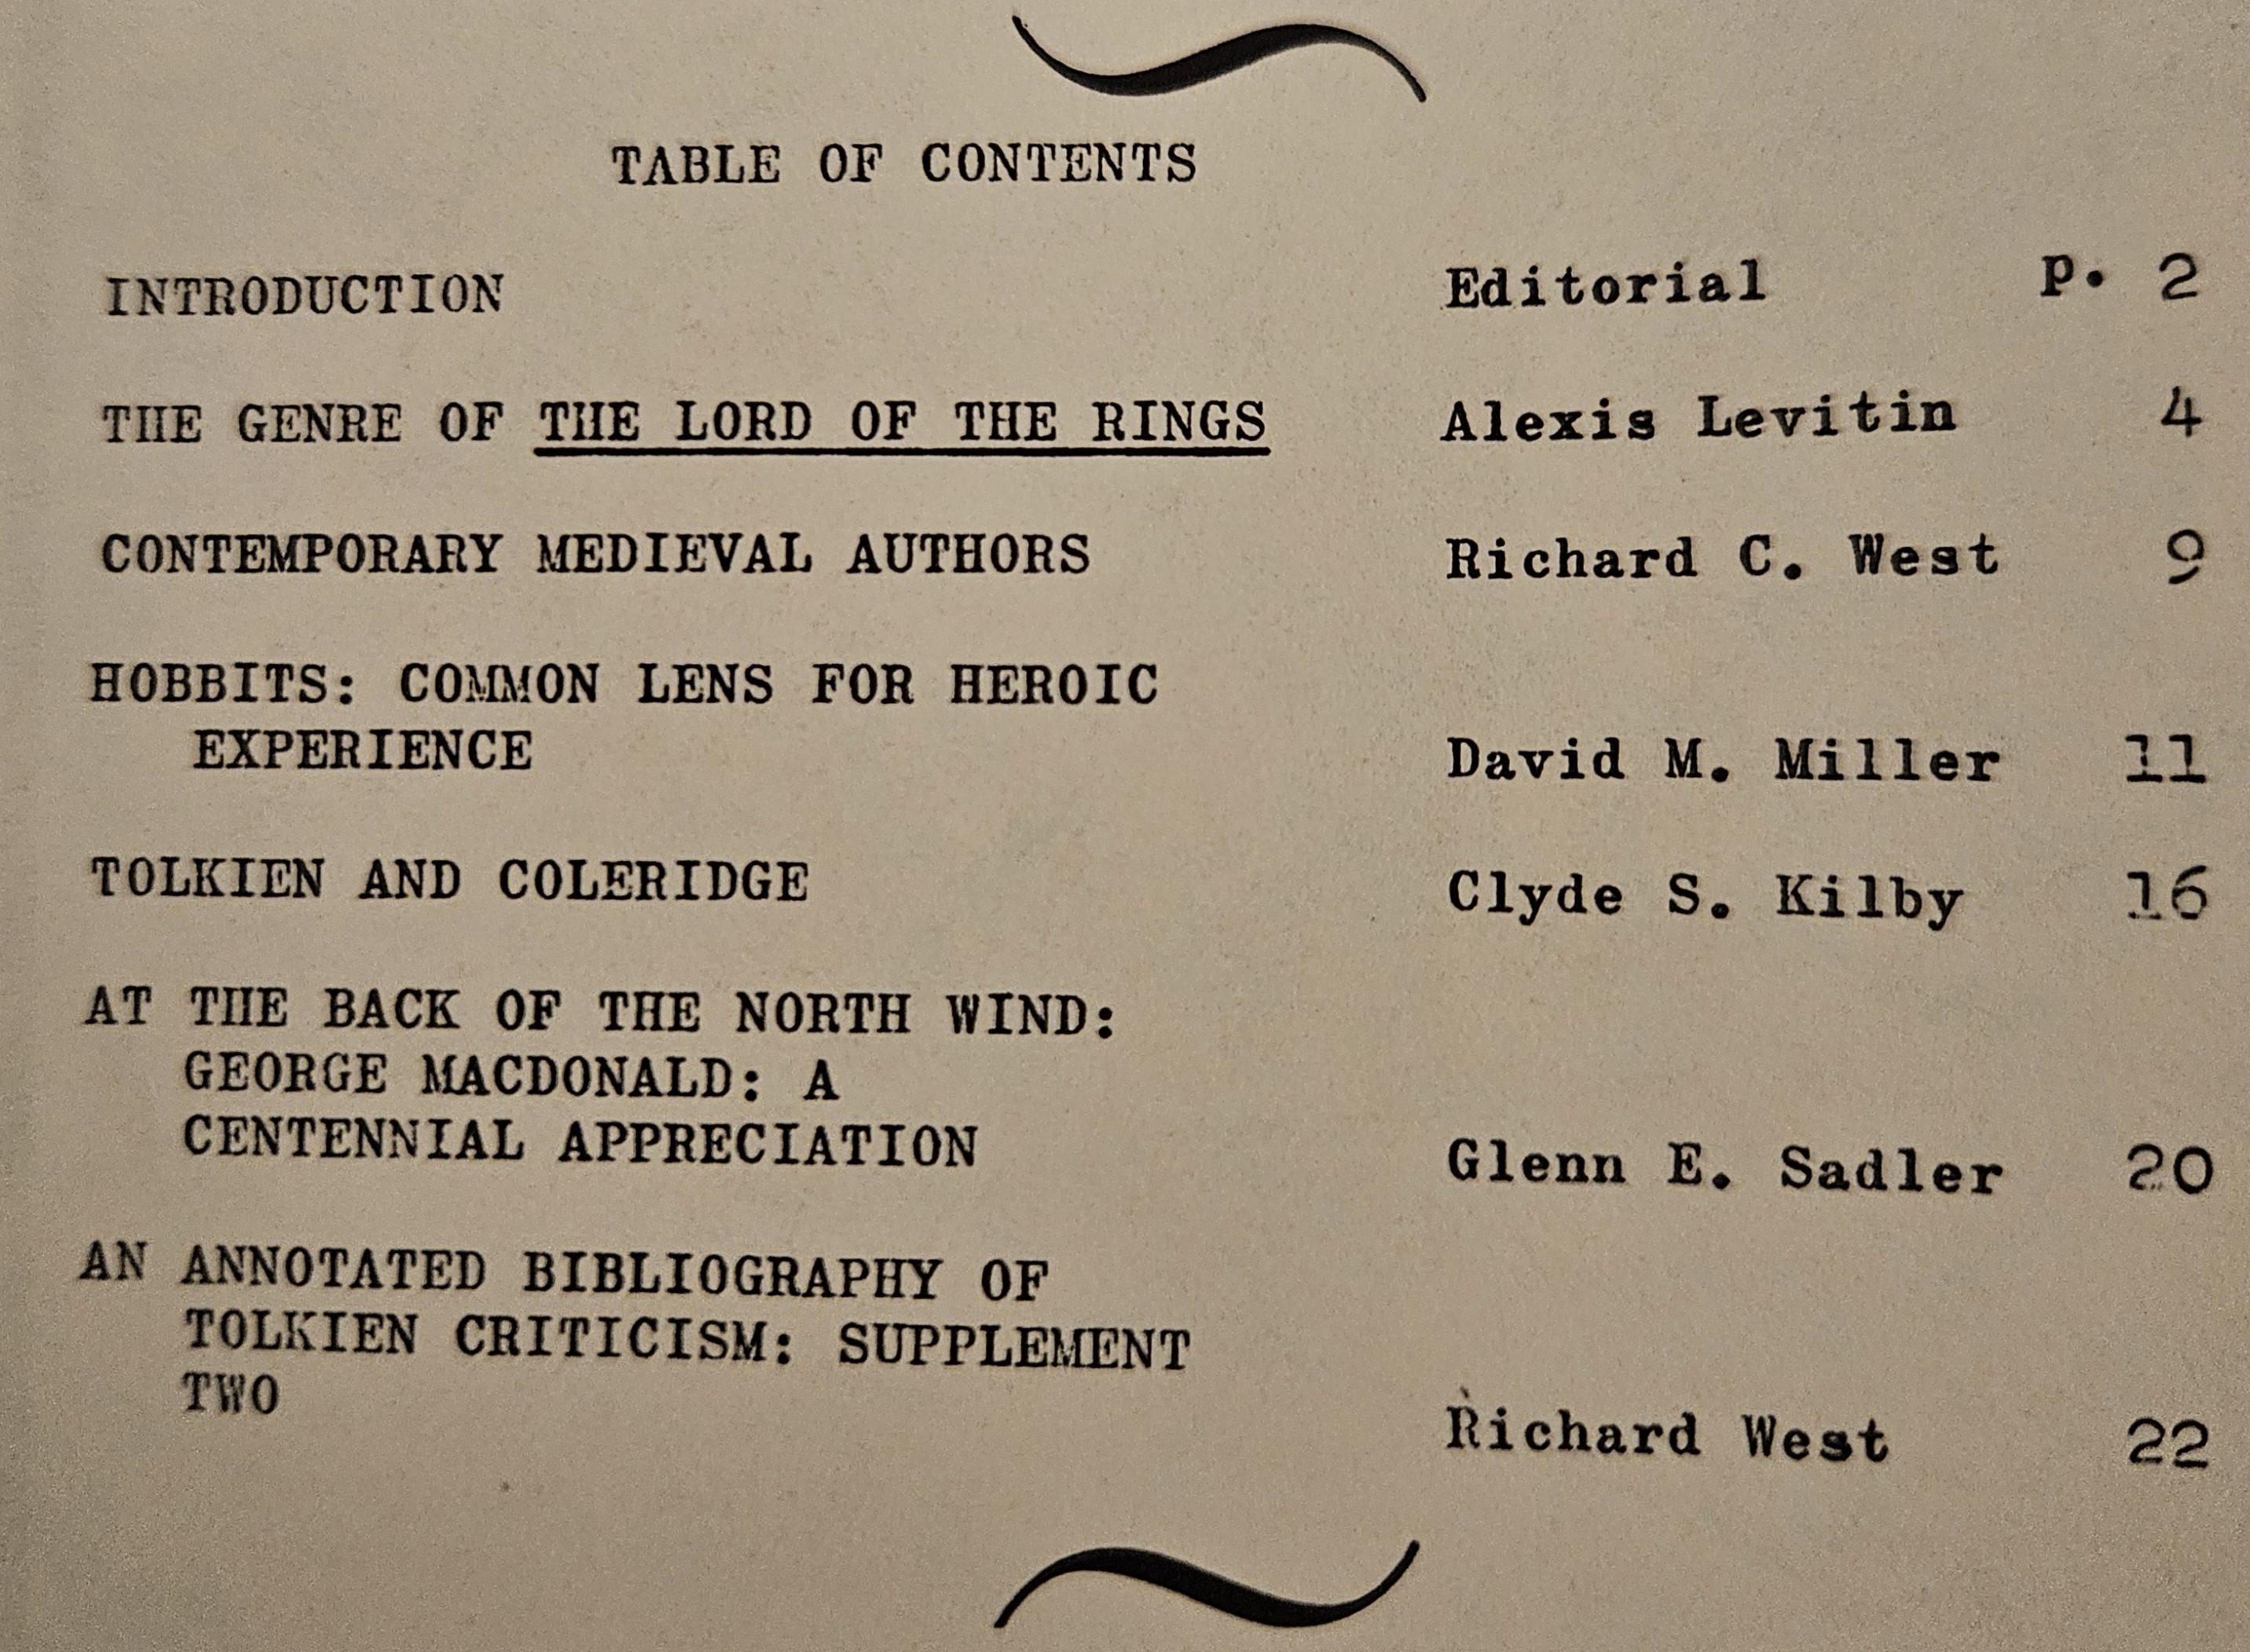 TABLE OF CONTENTS
INTRODUCTION Editorial p. 2
THE GENRE OF THE LORD OF THE RINGS Alexis Levitin 4
CONTEMPORARY MEDIEVAL AUTHORS Richard C. West 9
HOBBITS: COMMON LENS FOR HEROIC
EXPERIENCE David M. Miller 11
TOLKIEN AND COLERIDGE Clyde S. Kilby 16
AT THE BACK OF THE NORTH WIND:
GEORGE MACDONALD: A
CENTENNIAL APPRECIATION Glenn E. Sadler 20
AN ANNOTATED BIBLIOGRAPHY OF
TOLKIEN CRITICISM: SUPPLEMENT
TWO Richard West 22